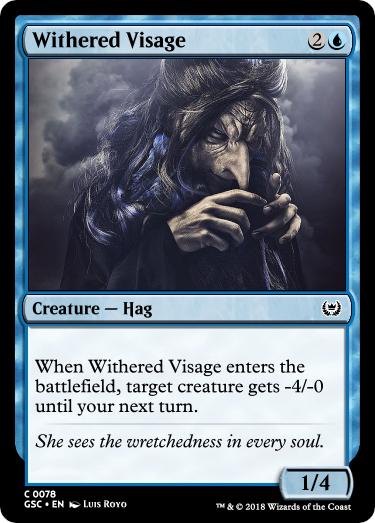 Withered Visage 2
Creature — Hag
When Withered Visage enters the
battlefield, target creature gets -4/-0
until your next turn.
She sees the wretchedness in every soul.
1/4
C 0078
GSC • EN Luis Royo
™ & © 2018 Wizards of the Coast